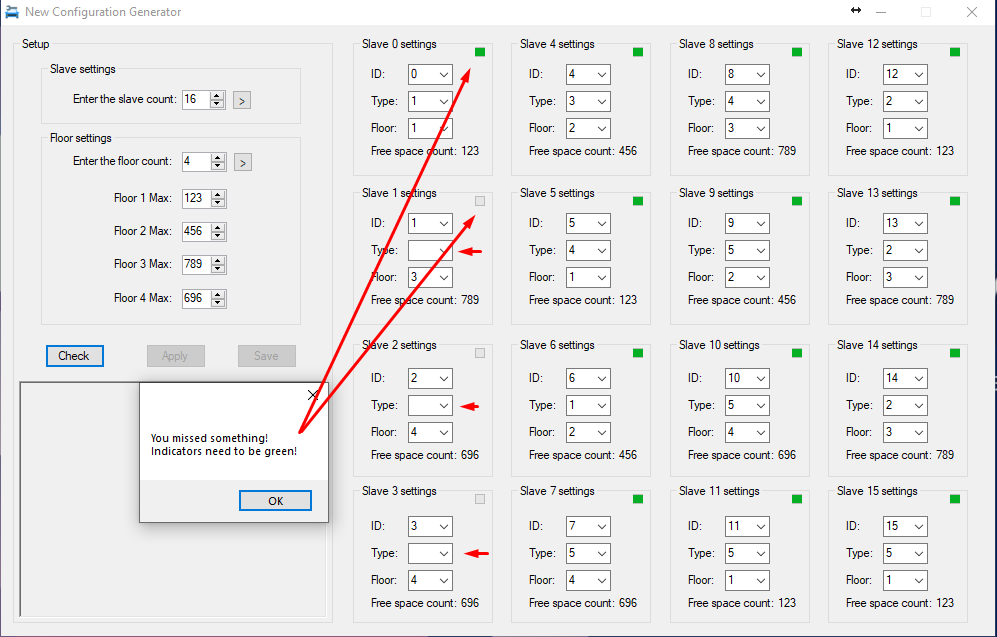 New Configuration Generator
Setup
Slave settings
Enter the slave count: 16 >
Floor settings
Enter the floor count: 4 >
Floor 1 Max: 123
Floor 2 Max: 456
Floor 3 Max: 789
Floor 4 Max: 696
Check Apply Save
You missed something!
Indicators need to be green!
OK
Slave 0 settings
ID: 0
Type: 1
Floor: 1
Free space count: 123
Slave 1 settings
ID: 1
Type:
Floor: 3
Free space count: 789
Slave 2 settings
ID: 2
Type:
Floor: 4
Free space count: 696
Slave 3 settings
ID: 3
Type:
Floor: 4
Free space count: 696
Slave 4 settings
ID: 4
Type: 3
Floor: 2
Free space count: 456
Slave 5 settings
ID: 5
Type: 4
Floor: 1
Free space count: 123
Slave 6 settings
ID: 6
Type: 1
Floor: 2
Free space count: 456
Slave 7 settings
ID: 7
Type: 5
Floor: 4
Free space count: 696
Slave 8 settings
ID: 8
Type: 4
Floor: 3
Free space count: 789
Slave 9 settings
ID: 9
Type: 5
Floor: 2
Free space count: 456
Slave 10 settings
ID: 10
Type: 5
Floor: 4
Free space count: 696
Slave 11 settings
ID: 11
Type: 5
Floor: 1
Free space count: 123
Slave 12 settings
ID: 12
Type: 2
Floor: 1
Free space count: 123
Slave 13 settings
ID: 13
Type: 2
Floor: 3
Free space count: 789
Slave 14 settings
ID: 14
Type: 2
Floor: 3
Free space count: 789
Slave 15 settings
ID: 15
Type: 5
Floor: 1
Free space count: 123